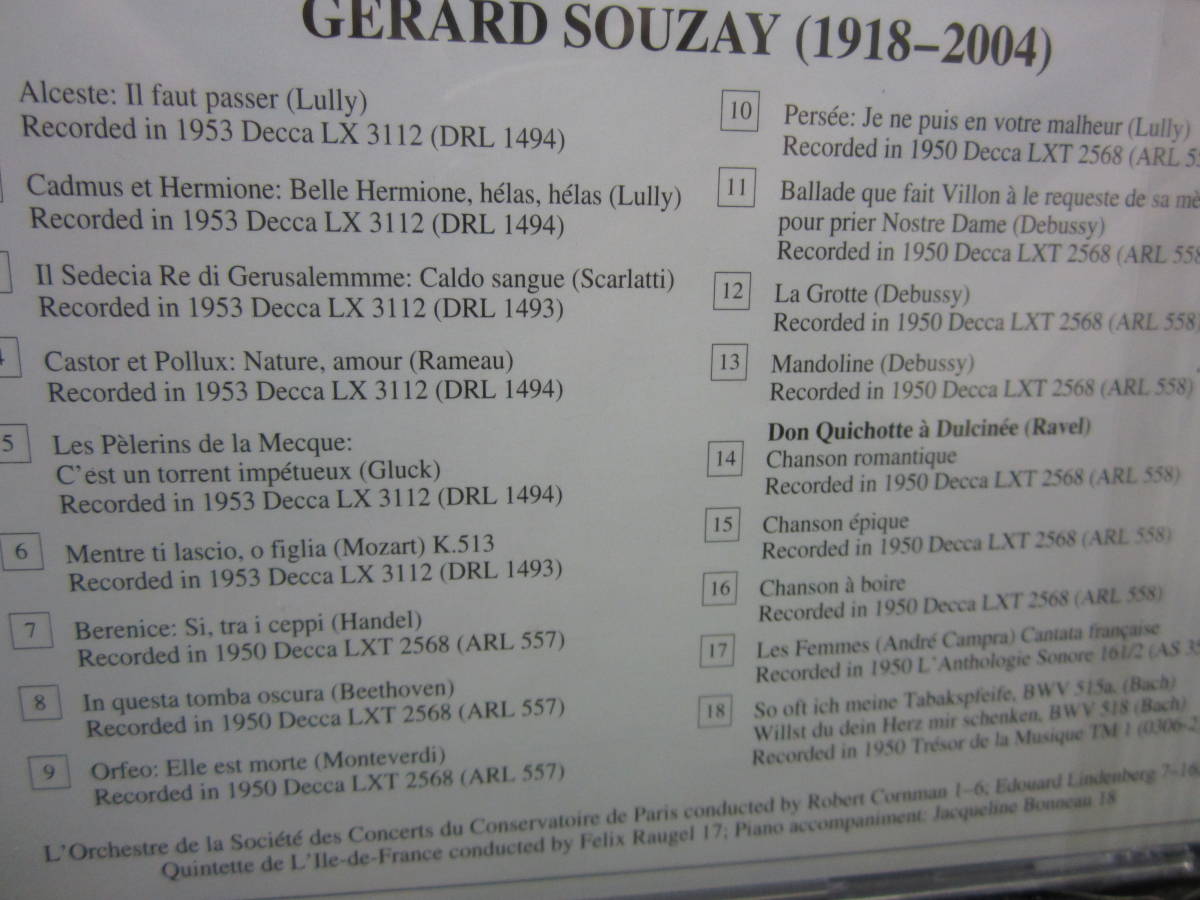 GÉRARD SOUZAY (1918–2004)
Alceste: Il faut passer (Lully)
Recorded in 1953 Decca LX 3112 (DRL 1494)
Cadmus et Hermione: Belle Hermione, hélas, hélas (Lully)
Recorded in 1953 Decca LX 3112 (DRL 1494)
Il Sedecia Re di Gerusalemmme: Caldo sangue (Scarlatti)
Recorded in 1953 Decca LX 3112 (DRL 1493)
4 Castor et Pollux: Nature, amour (Rameau)
Recorded in 1953 Decca LX 3112 (DRL 1494)
5 Les Pèlerins de la Mecque:
C'est un torrent impétueux (Gluck)
Recorded in 1953 Decca LX 3112 (DRL 1494)
6 Mentre ti lascio, o figlia (Mozart) K.513
Recorded in 1953 Decca LX 3112 (DRL 1493)
7 Berenice: Si, tra i ceppi (Handel)
Recorded in 1950 Decca LXT 2568 (ARL 557)
8 In questa tomba oscura (Beethoven)
Recorded in 1950 Decca LXT 2568 (ARL 557)
9 Orfeo: Elle est morte (Monteverdi)
Recorded in 1950 Decca LXT 2568 (ARL 557)
10 Persée: Je ne puis en votre malheur (Lully)
Recorded in 1950 Decca LXT 2568 (ARL
11 Ballade que fait Villon à le requeste de sa
pour prier Nostre Dame (Debussy)
Recorded in 1950 Decca LXT 2568 (ARL 558
12 La Grotte (Debussy)
Recorded in 1950 Decca LXT 2568 (ARL 558)
13 Mandoline (Debussy)
Recorded in 1950 Decca LXT 2568 (ARL 558)
Don Quichotte à Dulcinée (Ravel)
14 Chanson romantique
Recorded in 1950 Decca LXT 2568 (ARL 558)
15 Chanson épique
Recorded in 1950 Decca LXT 2568 (ARL 558)
16 Chanson à boire
Recorded in 1950 Decca LXT 2568 (ARL 558)
17 Les Femmes (André Campra) Cantata française
Recorded in 1950 L'Anthologie Sonore 161/2 (AS
18 So oft ich meine Tabakspfeife, BWV 515a, (Bach)
Willst du dein Herz mir schenken, BWV 518 (Bach)
Recorded in 1950 Trésor de la Musique TM 1 (0306-2
L'Orchestre de la Société des Concerts du Conservatoire de Paris conducted by Robert Cornman 1–6; Edouard Lindenberg 7–16;
Quintette de L'Ile-de-France conducted by Felix Raugel 17; Piano accompaniment: Jacqueline Bonneau 18